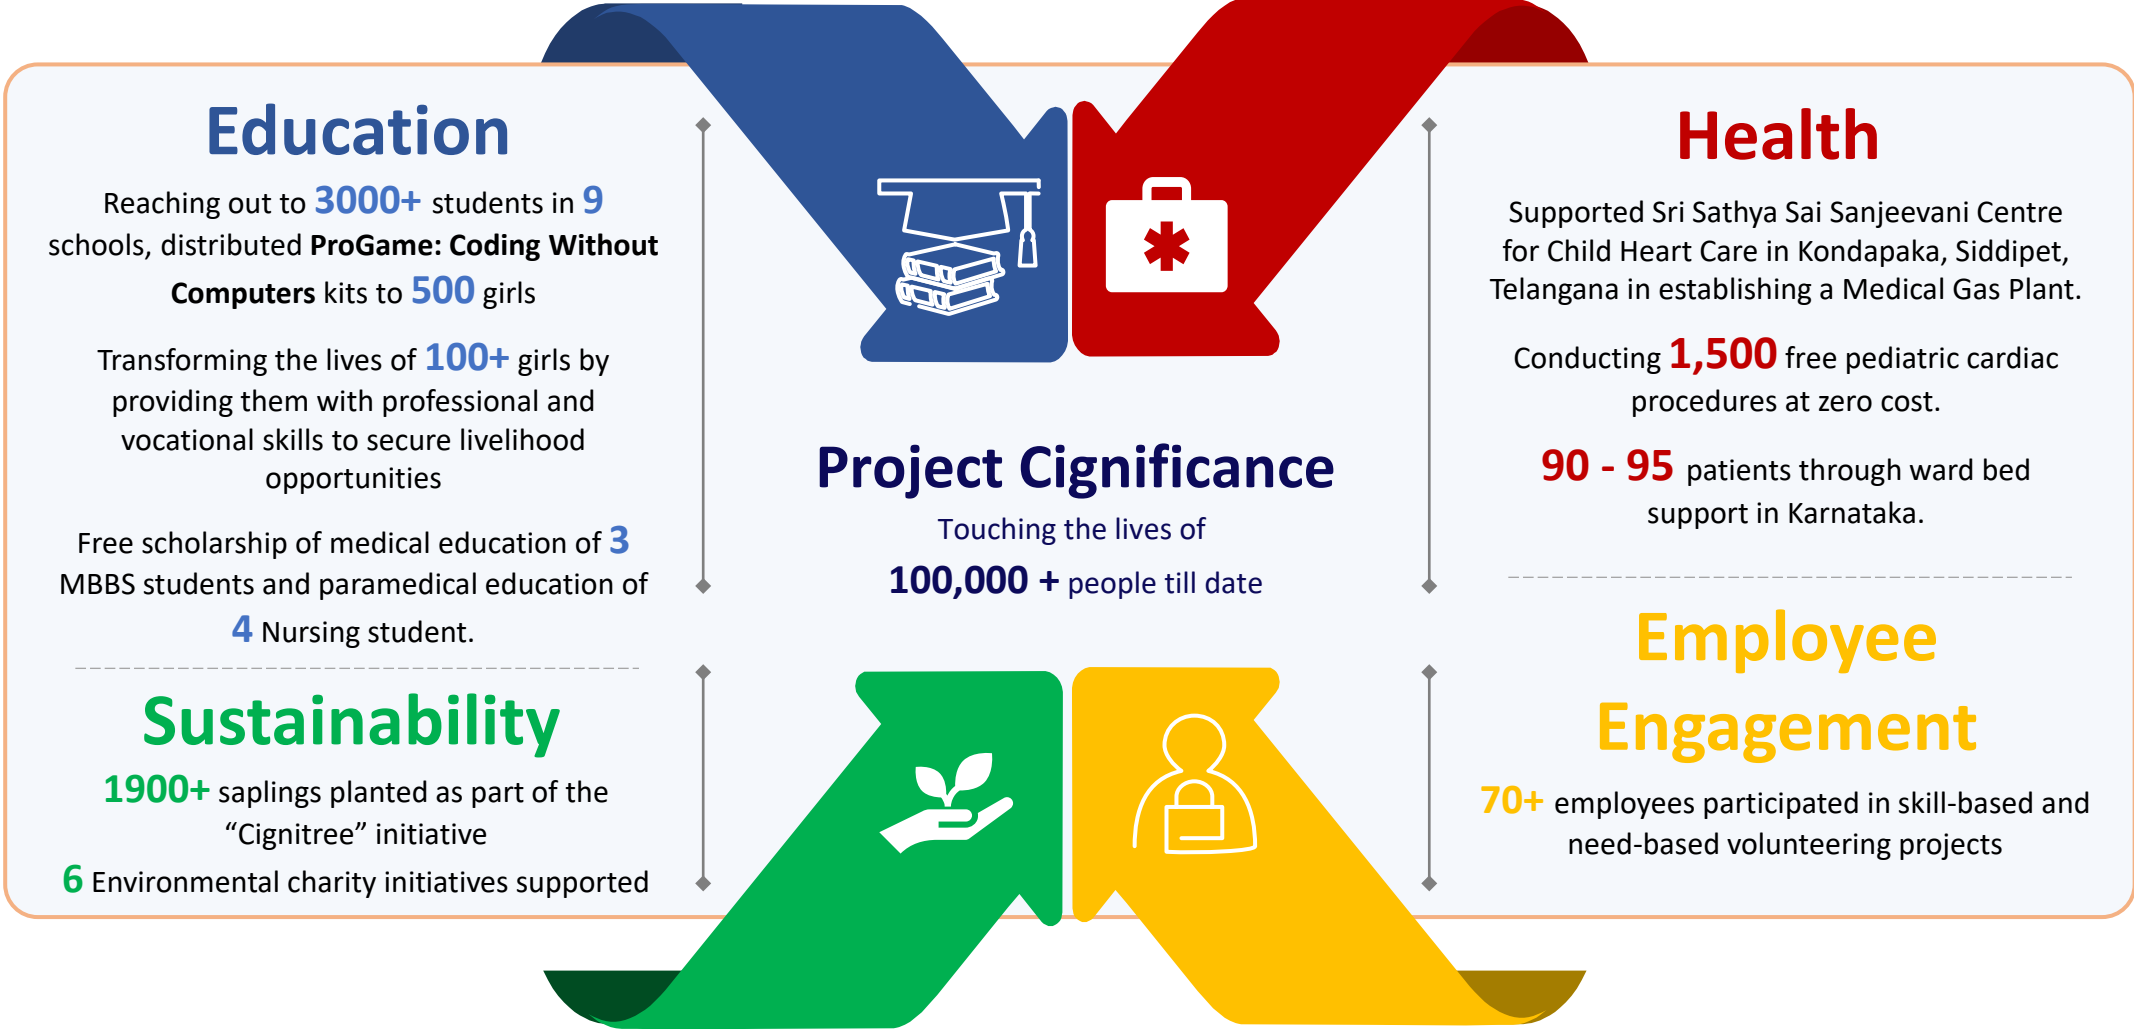 Education
Reaching out to 3000+ students in 9
schools, distributed ProGame: Coding Without
Computers kits to 500 girls
Transforming the lives of 100+ girls by
providing them with professional and
vocational skills to secure livelihood
opportunities
Free scholarship of medical education of 3
MBBS students and paramedical education of
4 Nursing student.
Sustainability
1900+ saplings planted as part of the
“Cignitree” initiative
6 Environmental charity initiatives supported
Project Cignificance
Touching the lives of
100,000 + people till date
Health
Supported Sri Sathya Sai Sanjeevani Centre
for Child Heart Care in Kondapaka, Siddipet,
Telangana in establishing a Medical Gas Plant.
Conducting 1,500 free pediatric cardiac
procedures at zero cost.
90 - 95 patients through ward bed
support in Karnataka.
Employee
Engagement
70+ employees participated in skill-based and
need-based volunteering projects